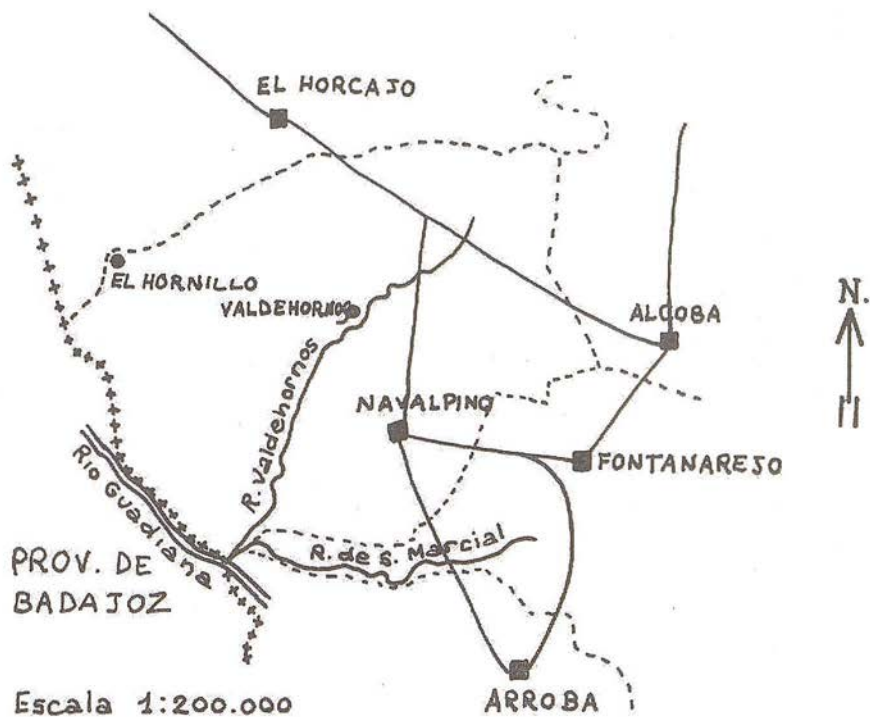 EL HORCAJO
EL HORNILLO
VALDEHORNOS
ALCOBA
N.
R. Valdehornos
NAVALPINO
FONTANAREJO
RIO GUADIANA
R. de S. Marcial
PROV. DE
BADAJOZ
Escala 1:200.000
ARROBA